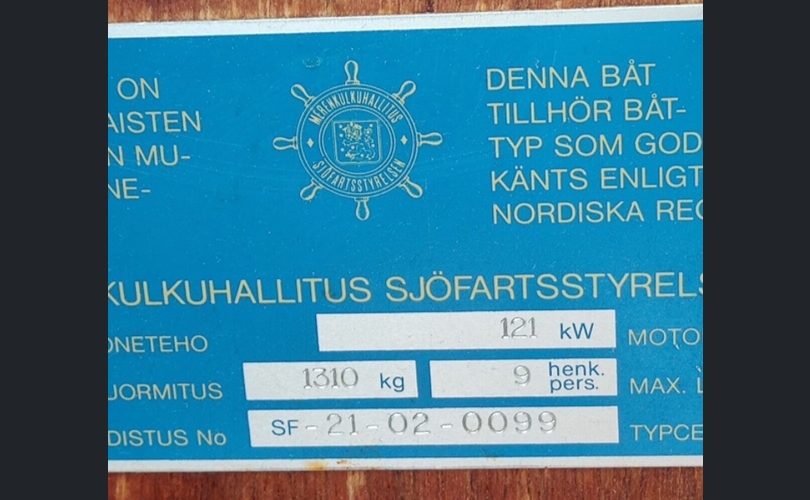 ON
AISTEN
N MU-
NE-
MERENKULKUHALLITUS
SJÖFARTSSTYRELSEN
DENNA BÅT
TILLHÖR BÅT-
TYP SOM GOD
KÄNTS ENLIGT
NORDISKA REG
KULKUHALLITUS SJÖFARTSSTYRELS
ONETEHO 121 kW MOTO
UORMITUS 1310 kg 9 henk. pers. MAX. L
DISTUS No SF-21-02-0099 TYPCE